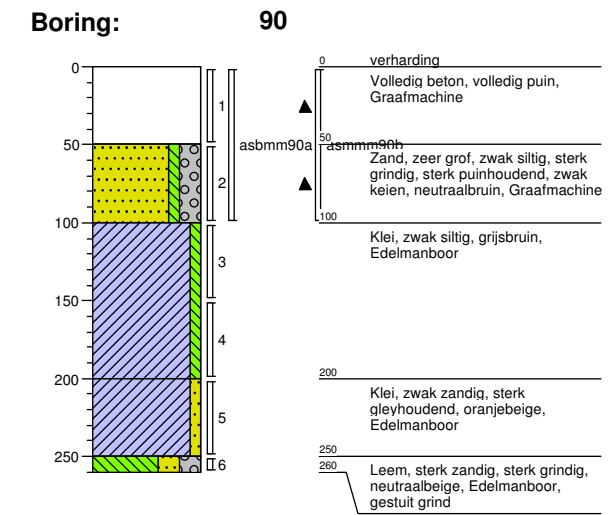 Boring: 90
0
50
100
150
200
250
1
2
3
4
5
6
asbmm90a
asmmm90b
0 verharding
Volledig beton, volledig puin,
Graafmachine
50
Zand, zeer grof, zwak siltig, sterk
grindig, sterk puinhoudend, zwak
keien, neutraalbruin, Graafmachine
100
Klei, zwak siltig, grijsbruin,
Edelmanboor
200
Klei, zwak zandig, sterk
gleyhoudend, oranjebeige,
Edelmanboor
250
260
Leem, sterk zandig, sterk grindig,
neutraalbeige, Edelmanboor,
gestuit grind